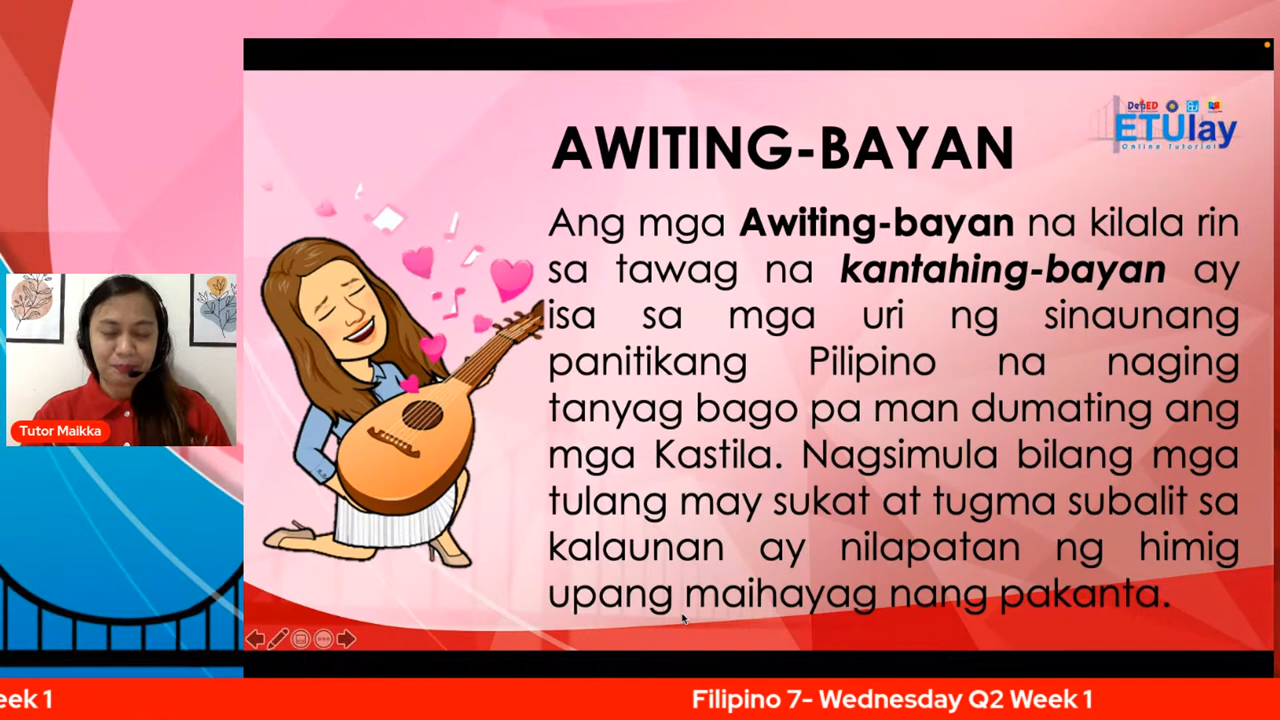 DepED
ETUlay
Online Tutorial
AWITING-BAYAN
Ang mga Awiting-bayan na kilala rin
sa tawag na kantahing-bayan ay
isa sa mga uri ng sinaunang
panitikang Pilipino na naging
tanyag bago pa man dumating ang
mga Kastila. Nagsimula bilang mga
tulang may sukat at tugma subalit sa
kalaunan ay nilapatan ng himig
upang maihayag nang pakanta.
Tutor Maikka
eek 1
Filipino 7- Wednesday Q2 Week 1